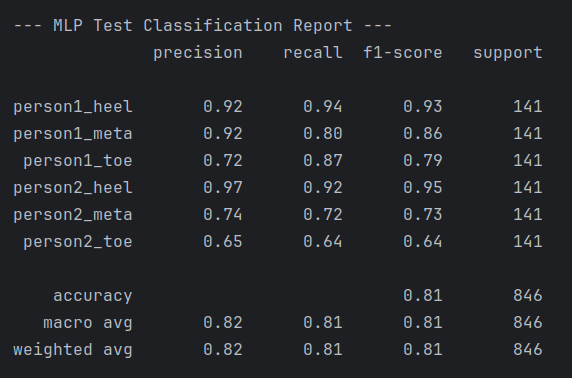 --- MLP Test Classification Report ---
precision recall f1-score support
person1_heel 0.92 0.94 0.93 141
person1_meta 0.92 0.80 0.86 141
person1_toe 0.72 0.87 0.79 141
person2_heel 0.97 0.92 0.95 141
person2_meta 0.74 0.72 0.73 141
person2_toe 0.65 0.64 0.64 141
accuracy 0.81 846
macro avg 0.82 0.81 0.81 846
weighted avg 0.82 0.81 0.81 846